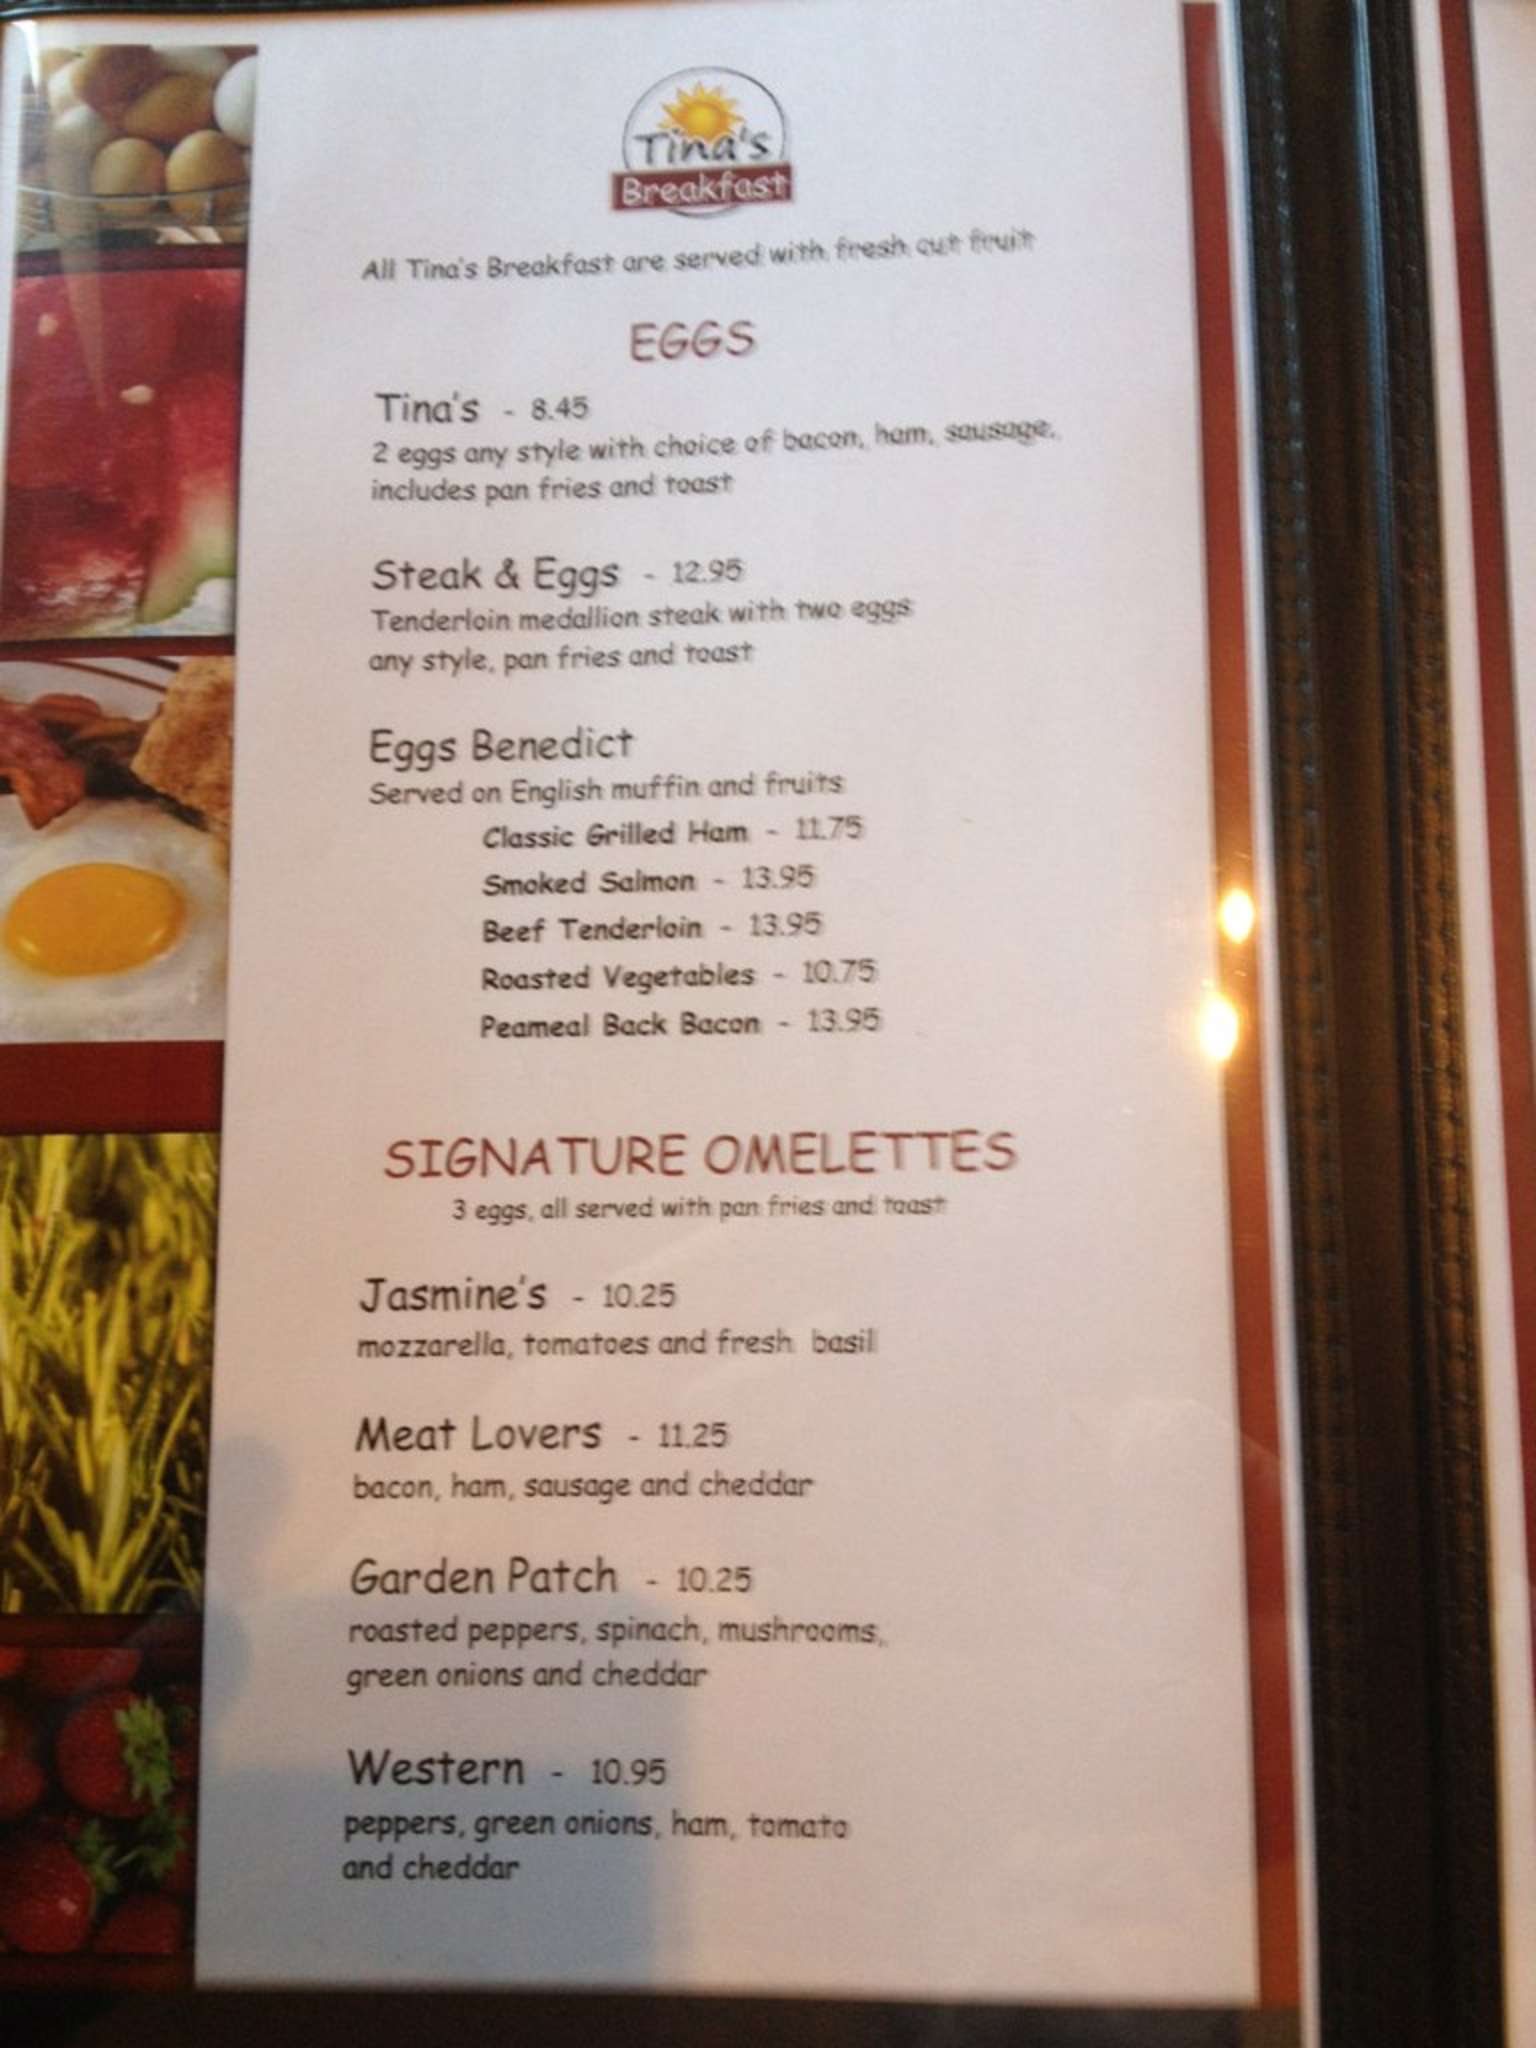 Tina's
Breakfast
All Tina's Breakfast are served with fresh cut fruit
EGGS
Tina's - 8.45
2 eggs any style with choice of bacon, ham, sausage,
includes pan fries and toast
Steak & Eggs - 12.95
Tenderloin medallion steak with two eggs
any style, pan fries and toast
Eggs Benedict
Served on English muffin and fruits
Classic Grilled Ham - 11.75
Smoked Salmon - 13.95
Beef Tenderloin - 13.95
Roasted Vegetables - 10.75
Peameal Back Bacon - 13.95
SIGNATURE OMELETTES
3 eggs, all served with pan fries and toast
Jasmine's - 10.25
mozzarella, tomatoes and fresh basil
Meat Lovers - 11.25
bacon, ham, sausage and cheddar
Garden Patch - 10.25
roasted peppers, spinach, mushrooms,
green onions and cheddar
Western - 10.95
peppers, green onions, ham, tomato
and cheddar